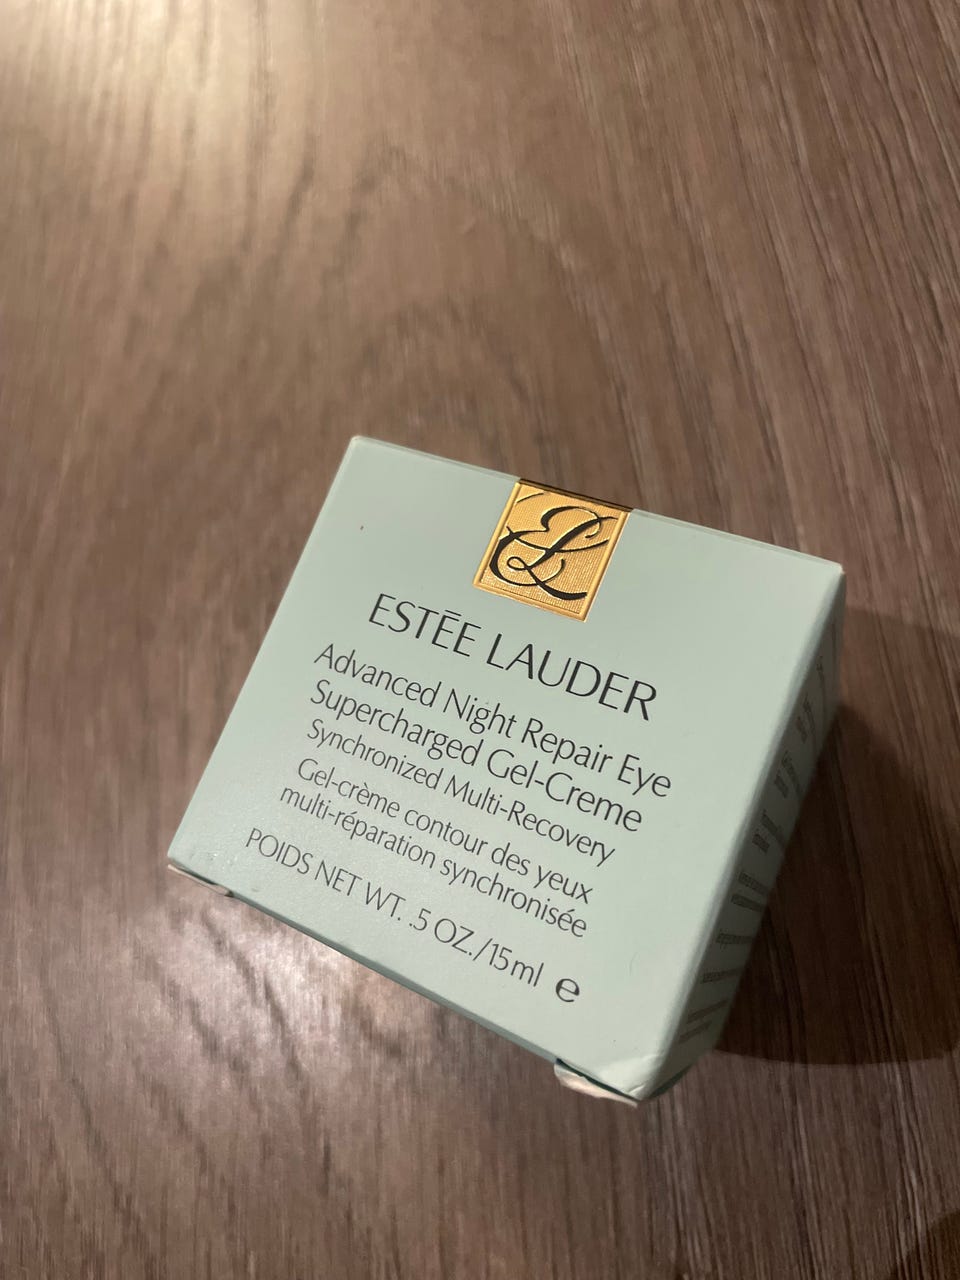 ESTĒE LAUDER
Advanced Night Repair Eye
Supercharged Gel-Creme
Synchronized Multi-Recovery
Gel-crème contour des yeux
multi-réparation synchronisée
POIDS NET WT. .5 OZ./15ml ℮